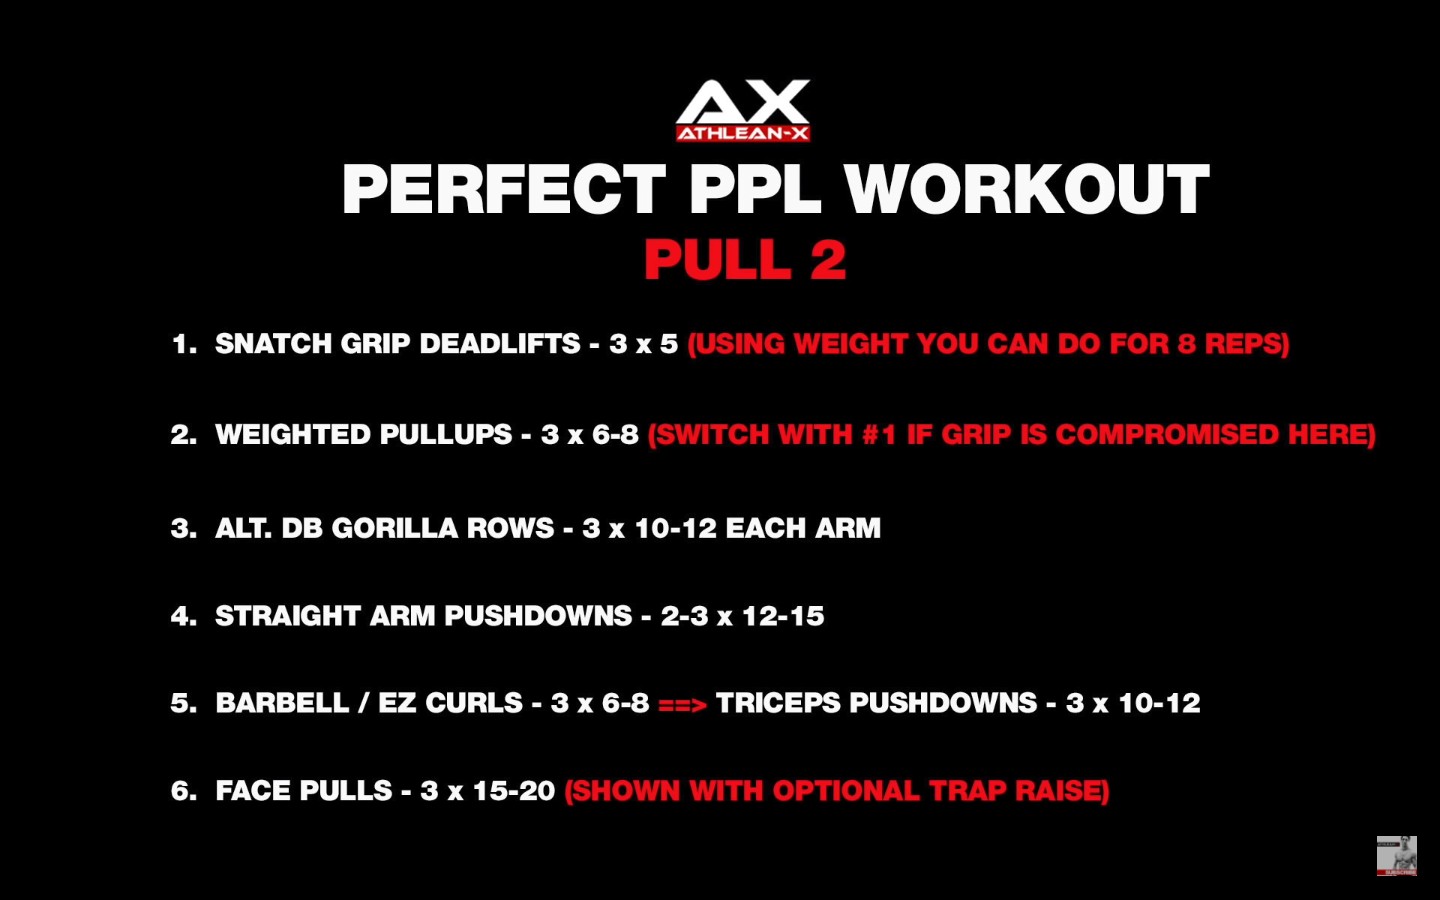 AX
ATHLEAN-X
PERFECT PPL WORKOUT
PULL 2
1. SNATCH GRIP DEADLIFTS - 3 x 5 (USING WEIGHT YOU CAN DO FOR 8 REPS)
2. WEIGHTED PULLUPS - 3 x 6-8 (SWITCH WITH #1 IF GRIP IS COMPROMISED HERE)
3. ALT. DB GORILLA ROWS - 3 x 10-12 EACH ARM
4. STRAIGHT ARM PUSHDOWNS - 2-3 x 12-15
5. BARBELL / EZ CURLS - 3 x 6-8 ==> TRICEPS PUSHDOWNS - 3 x 10-12
6. FACE PULLS - 3 x 15-20 (SHOWN WITH OPTIONAL TRAP RAISE)
SUBSCRIBE